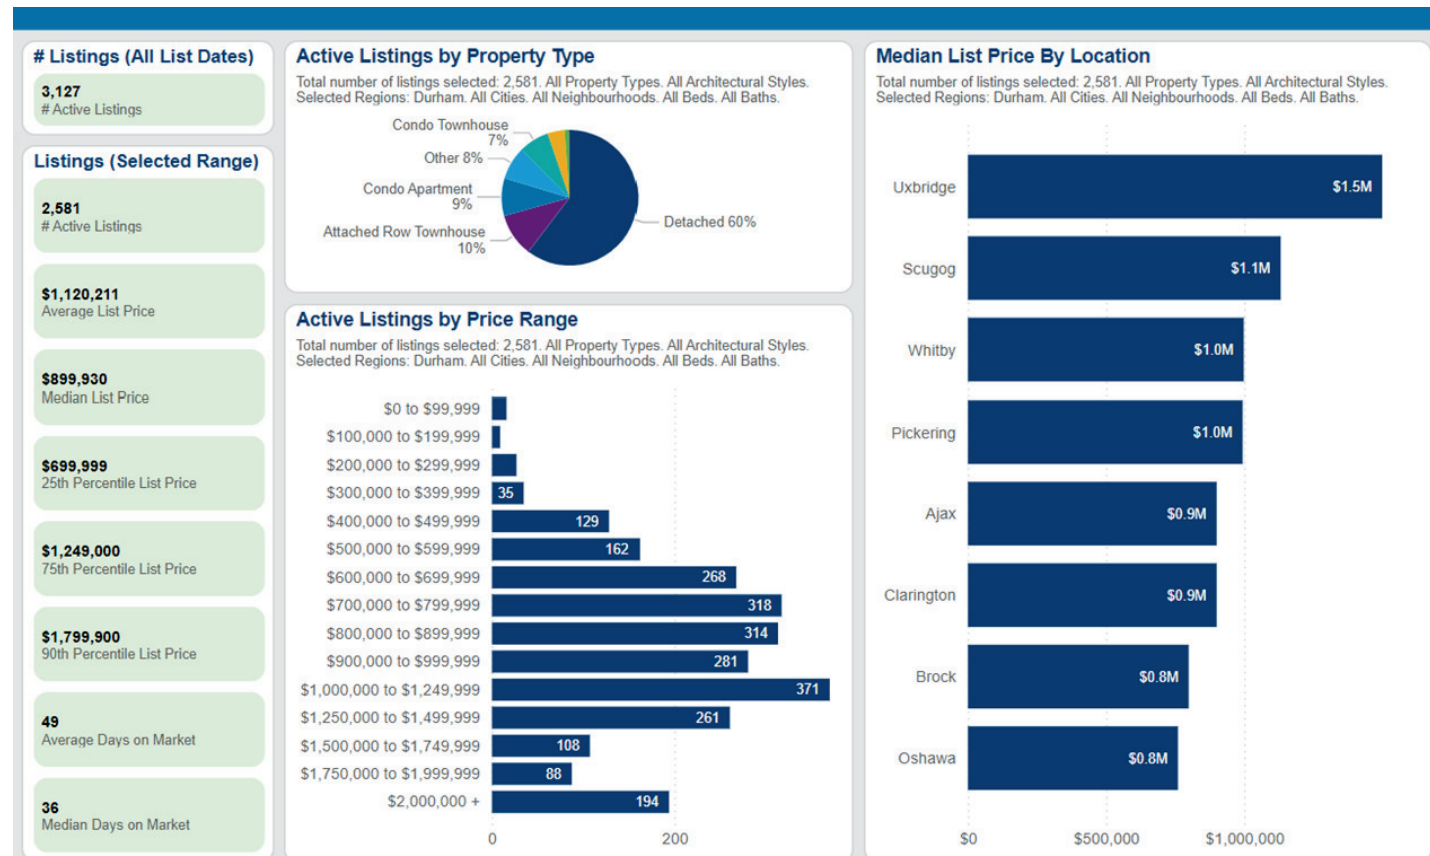 # Listings (All List Dates)
3,127
# Active Listings
Listings (Selected Range)
2,581
# Active Listings
$1,120,211
Average List Price
$899,930
Median List Price
$699,999
25th Percentile List Price
$1,249,000
75th Percentile List Price
$1,799,900
90th Percentile List Price
49
Average Days on Market
36
Median Days on Market
Active Listings by Property Type
Total number of listings selected: 2,581. All Property Types. All Architectural Styles.
Selected Regions: Durham. All Cities. All Neighbourhoods. All Beds. All Baths.
Condo Townhouse
7%
Other 8%
Condo Apartment
9%
Attached Row Townhouse
10%
Detached 60%
Active Listings by Price Range
Total number of listings selected: 2,581. All Property Types. All Architectural Styles.
Selected Regions: Durham. All Cities. All Neighbourhoods. All Beds. All Baths.
$0 to $99,999
$100,000 to $199,999
$200,000 to $299,999
$300,000 to $399,999 35
$400,000 to $499,999 129
$500,000 to $599,999 162
$600,000 to $699,999 268
$700,000 to $799,999 318
$800,000 to $899,999 314
$900,000 to $999,999 281
$1,000,000 to $1,249,999 371
$1,250,000 to $1,499,999 261
$1,500,000 to $1,749,999 108
$1,750,000 to $1,999,999 88
$2,000,000 + 194
0 200
Median List Price By Location
Total number of listings selected: 2,581. All Property Types. All Architectural Styles.
Selected Regions: Durham. All Cities. All Neighbourhoods. All Beds. All Baths.
Uxbridge $1.5M
Scugog $1.1M
Whitby $1.0M
Pickering $1.0M
Ajax $0.9M
Clarington $0.9M
Brock $0.8M
Oshawa $0.8M
$0 $500,000 $1,000,000